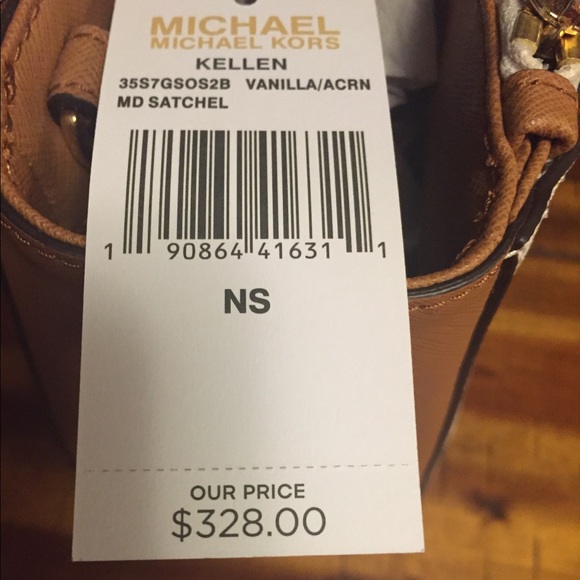 MICHAEL
MICHAEL KORS
KELLEN
35S7GSOS2B VANILLA/ACRN
MD SATCHEL
1 90864 41631 1
NS
OUR PRICE
$328.00